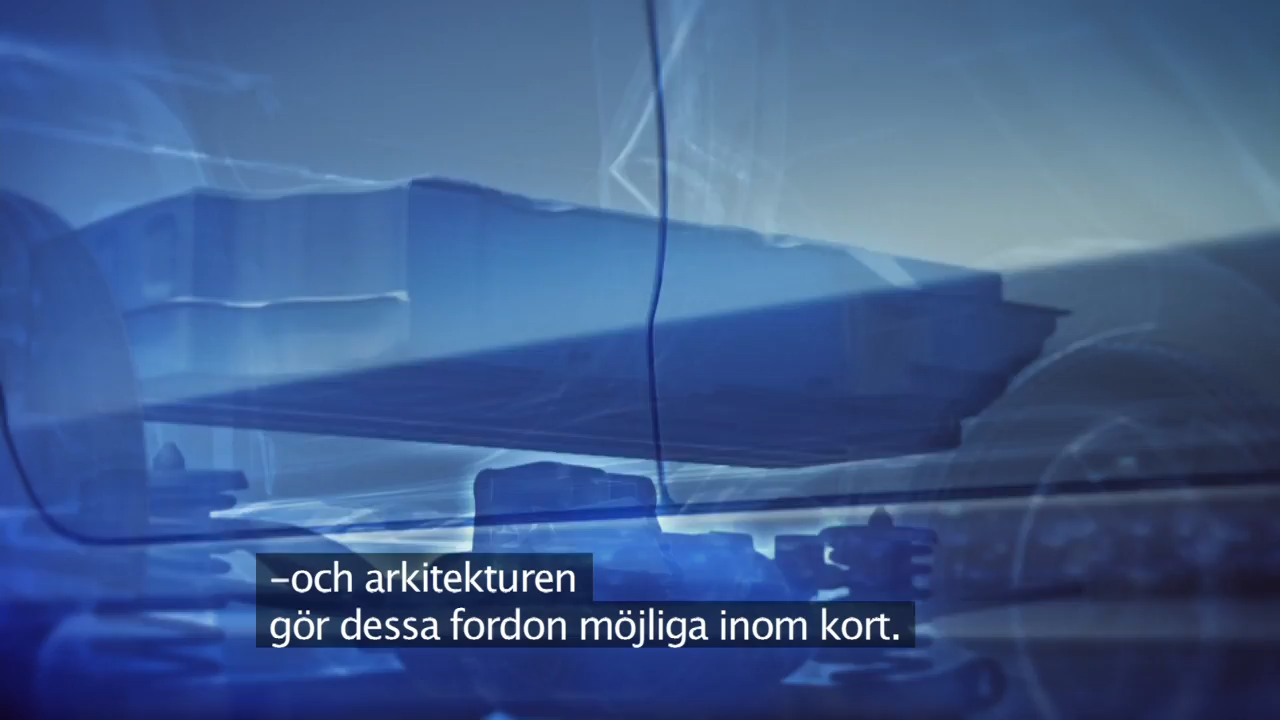 –och arkitekturen
gör dessa fordon möjliga inom kort.